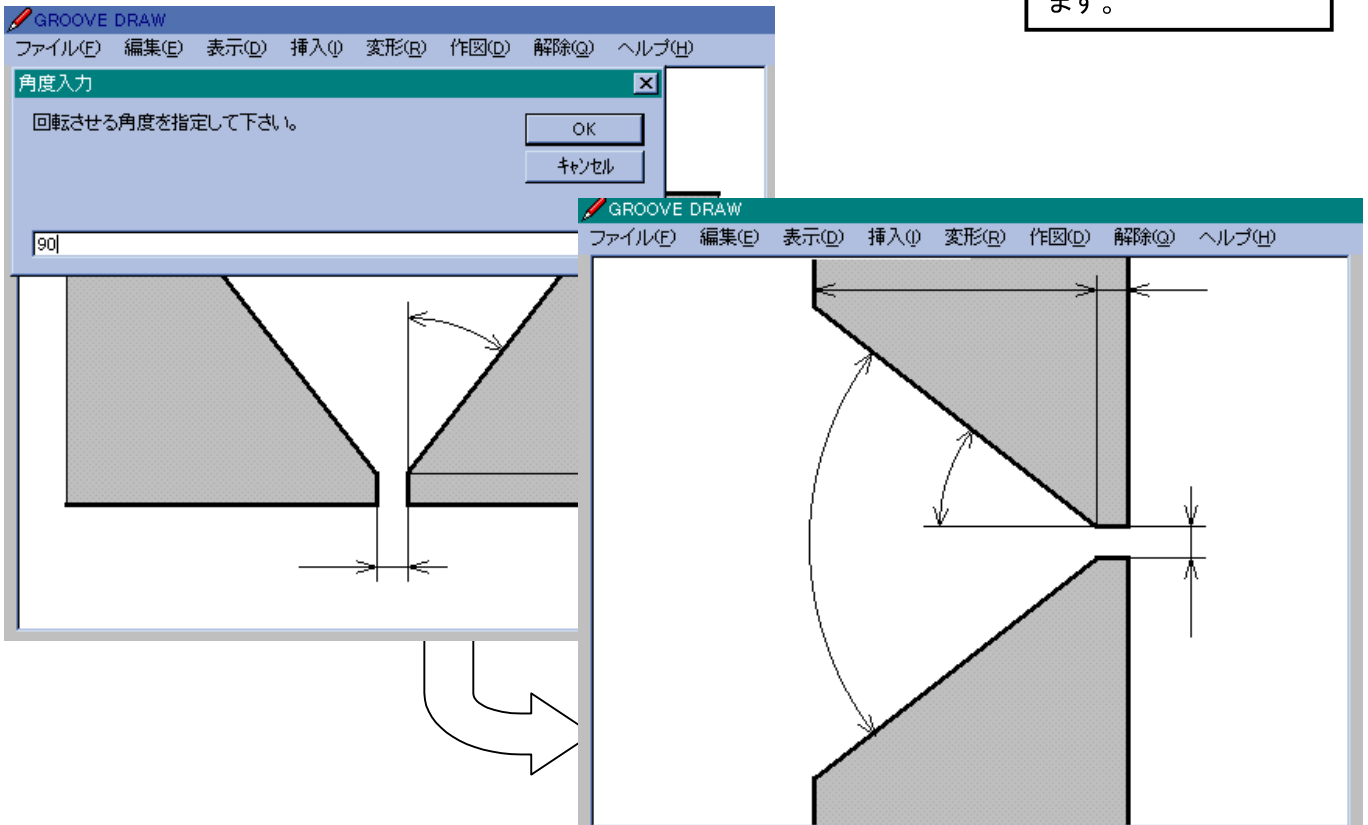 ます。
GROOVE DRAW
ファイル(F) 編集(E) 表示(D) 挿入(I) 変形(R) 作図(D) 解除(Q) ヘルプ(H)
角度入力
回転させる角度を指定して下さい。
OK
キャンセル
90
GROOVE DRAW
ファイル(F) 編集(E) 表示(D) 挿入(I) 変形(R) 作図(D) 解除(Q) ヘルプ(H)